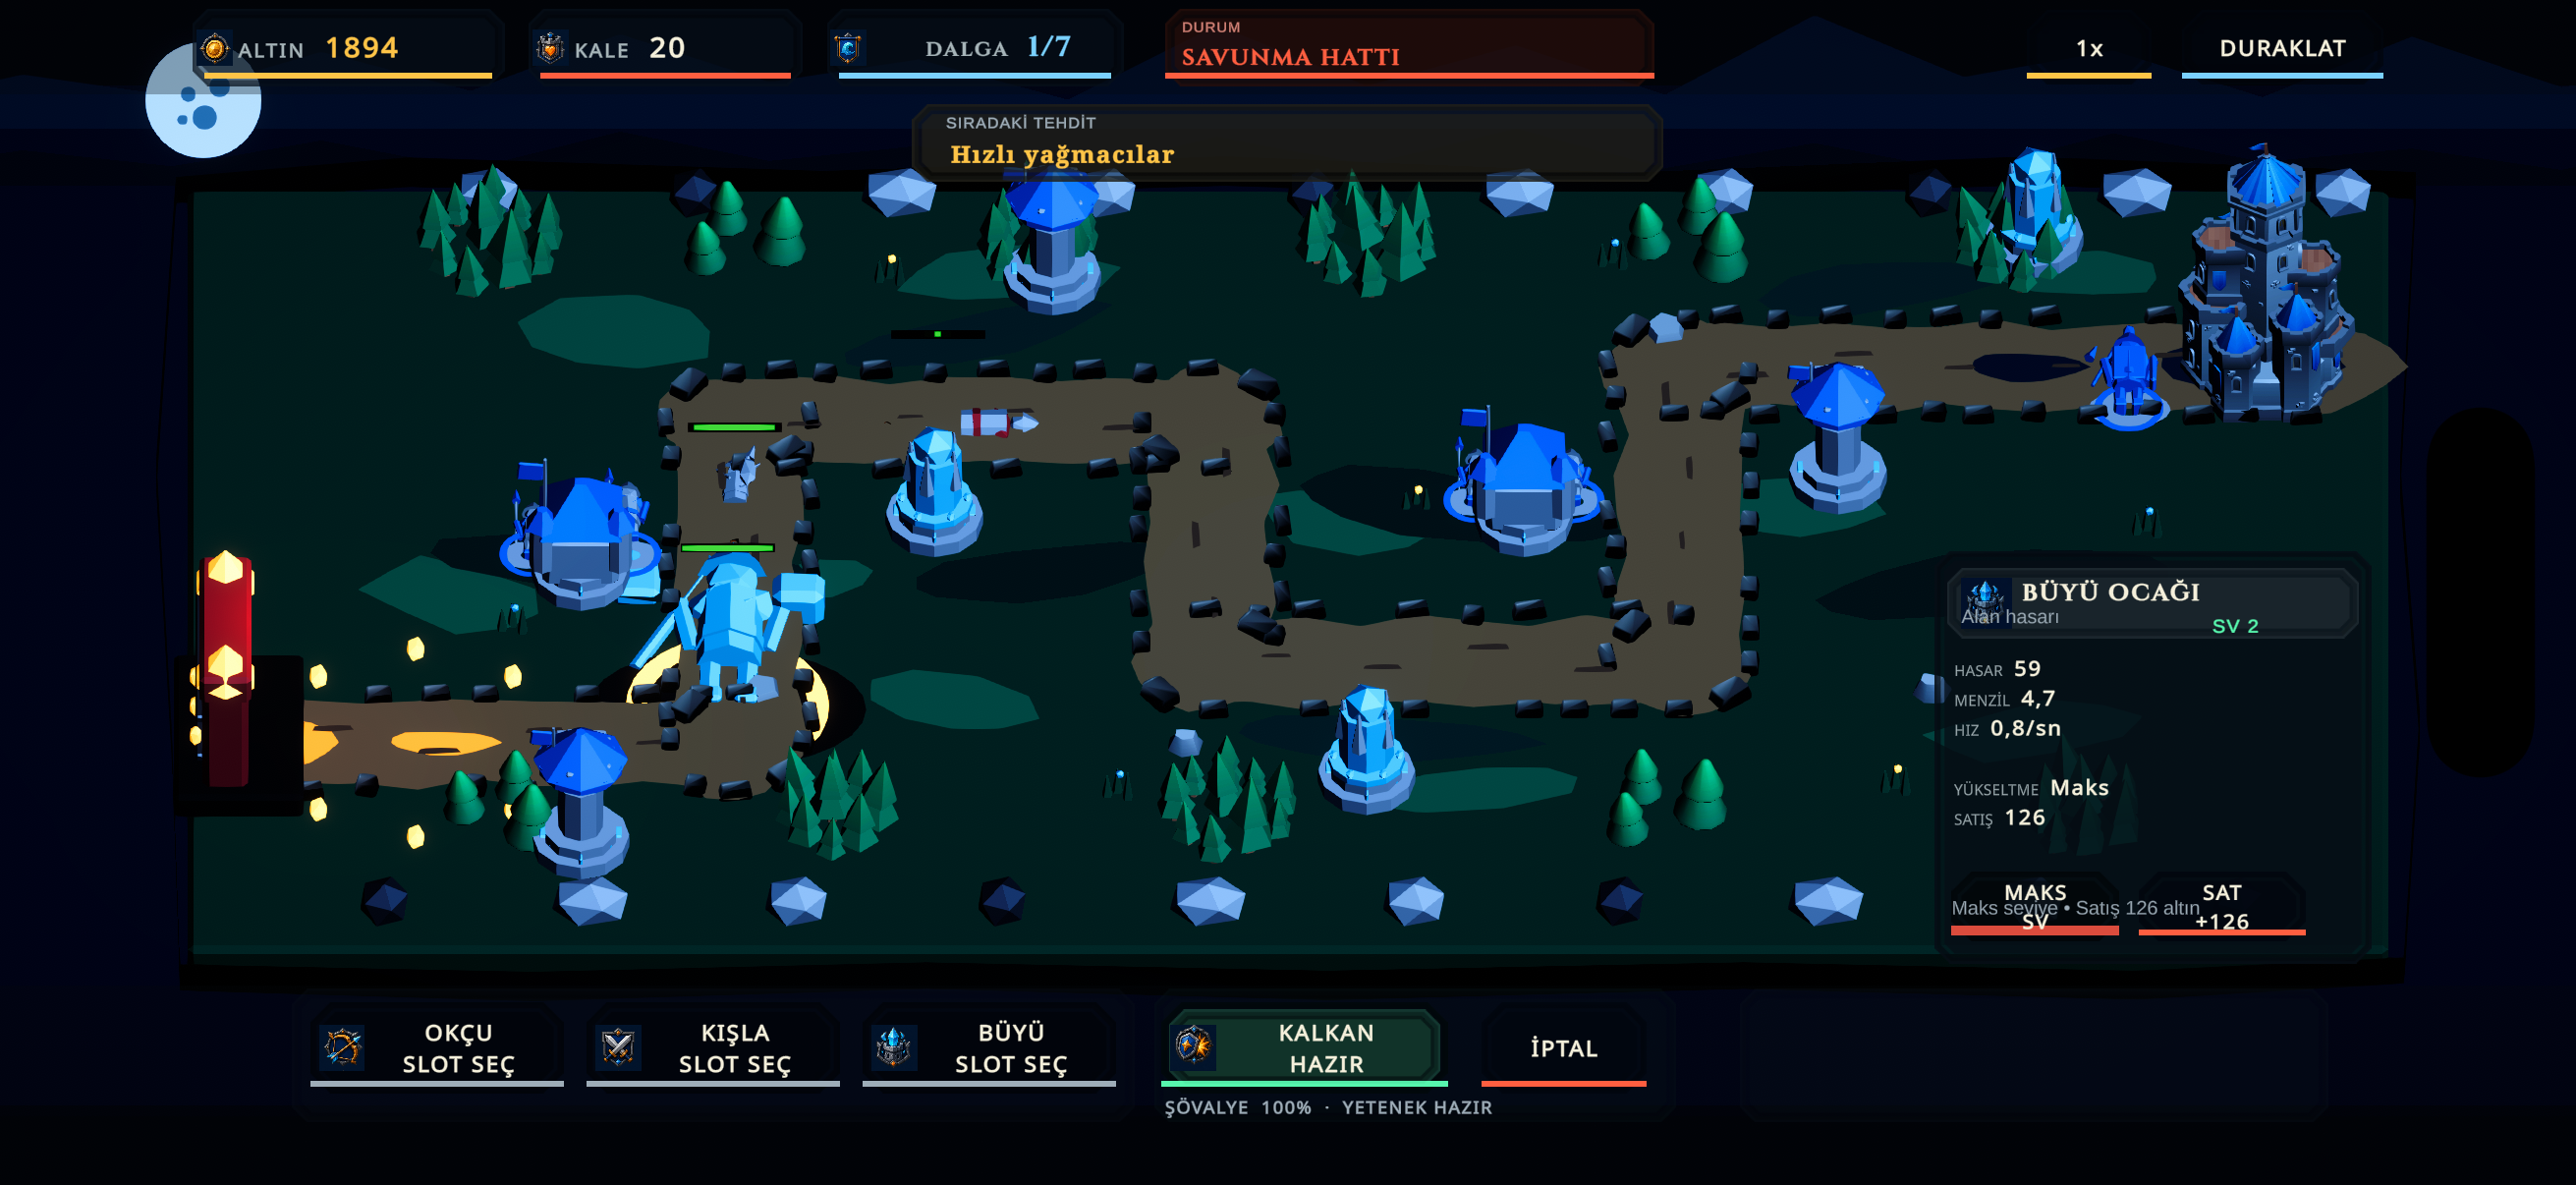 ALTIN 1894
KALE 20
DALGA 1/7
DURUM
SAVUNMA HATTI
1x
DURAKLAT
SIRADAKİ TEHDİT
Hızlı yağmacılar
BÜYÜ OCAĞI
Alan hasarı
SV 2
HASAR 59
MENZİL 4,7
HIZ 0,8/sn
YÜKSELTME Maks
SATIŞ 126
MAKS
SV
SAT
+126
Maks seviye • Satış 126 altın
OKÇU
SLOT SEÇ
KIŞLA
SLOT SEÇ
BÜYÜ
SLOT SEÇ
KALKAN
HAZIR
İPTAL
ŞÖVALYE 100% · YETENEK HAZIR